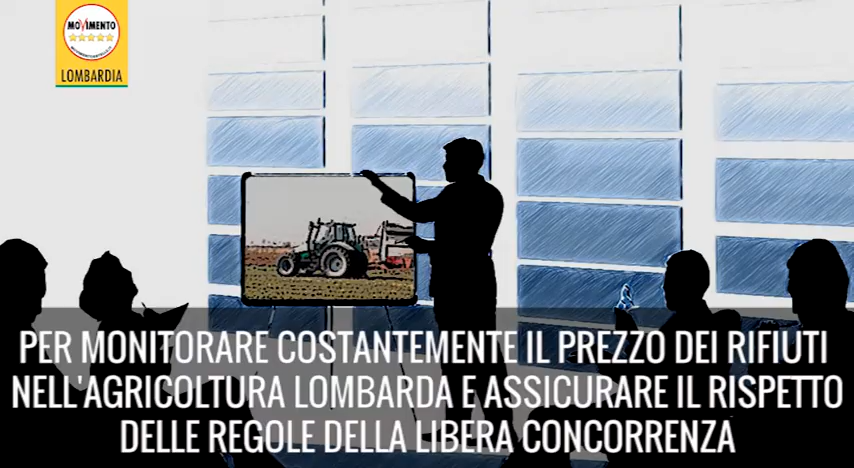 MOVIMENTO
LOMBARDIA
PER MONITORARE COSTANTEMENTE IL PREZZO DEI RIFIUTI
NELL'AGRICOLTURA LOMBARDA E ASSICURARE IL RISPETTO
DELLE REGOLE DELLA LIBERA CONCORRENZA